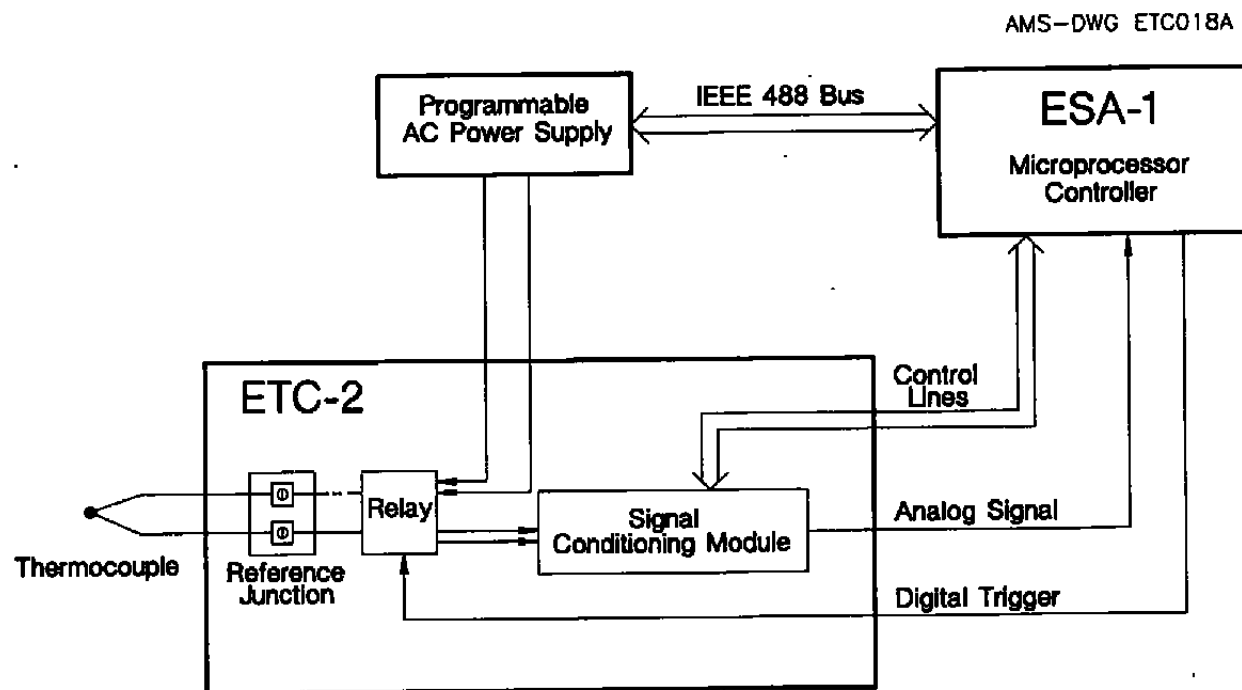 AMS-DWG ETC018A
Programmable
AC Power Supply
IEEE 488 Bus
ESA-1
Microprocessor
Controller
ETC-2
Control
Lines
Relay
Signal
Conditioning Module
Analog Signal
Thermocouple
Reference
Junction
Digital Trigger